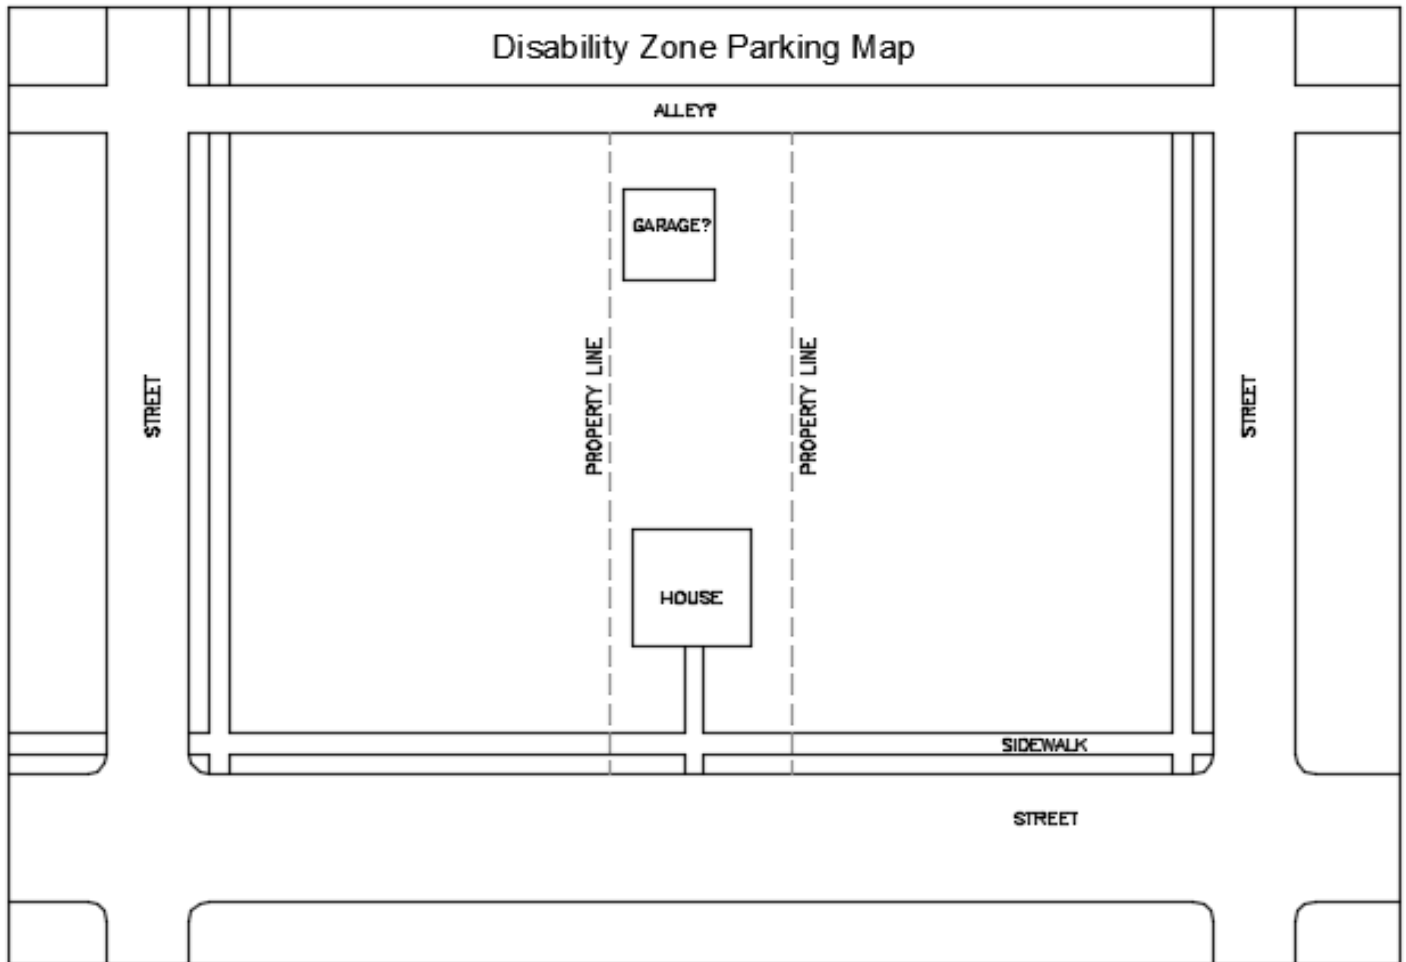 Disability Zone Parking Map
ALLEY?
GARAGE?
PROPERTY LINE
PROPERTY LINE
STREET
STREET
HOUSE
SIDEWALK
STREET